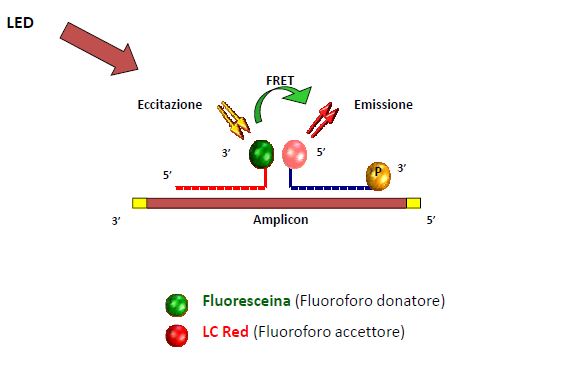 LED
FRET
Eccitazione
Emissione
3’
5’
5’
P
3’
3’
Amplicon
5’
Fluoresceina (Fluoroforo donatore)
LC Red (Fluoroforo accettore)